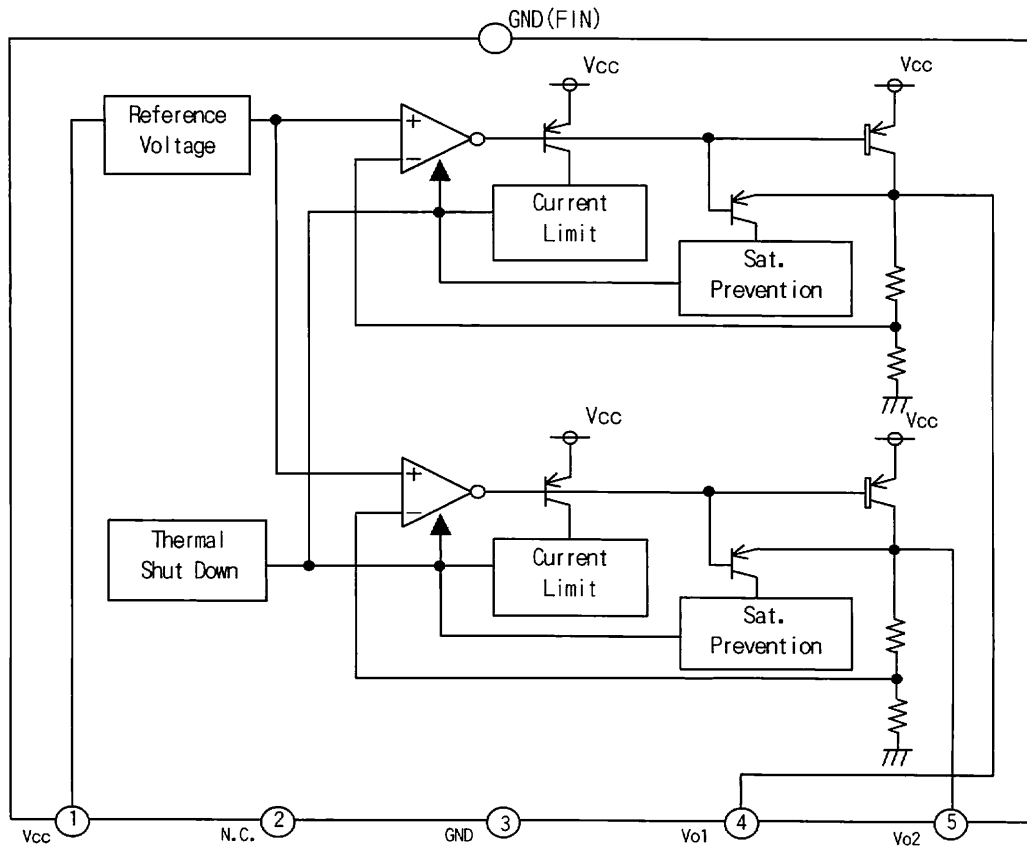 GND(FIN)
Vcc
Vcc
Reference
Voltage
+
−
Current
Limit
Sat.
Prevention
Vcc
Vcc
+
−
Thermal
Shut Down
Current
Limit
Sat.
Prevention
1
2
3
4
5
Vcc
N.C.
GND
Vo1
Vo2